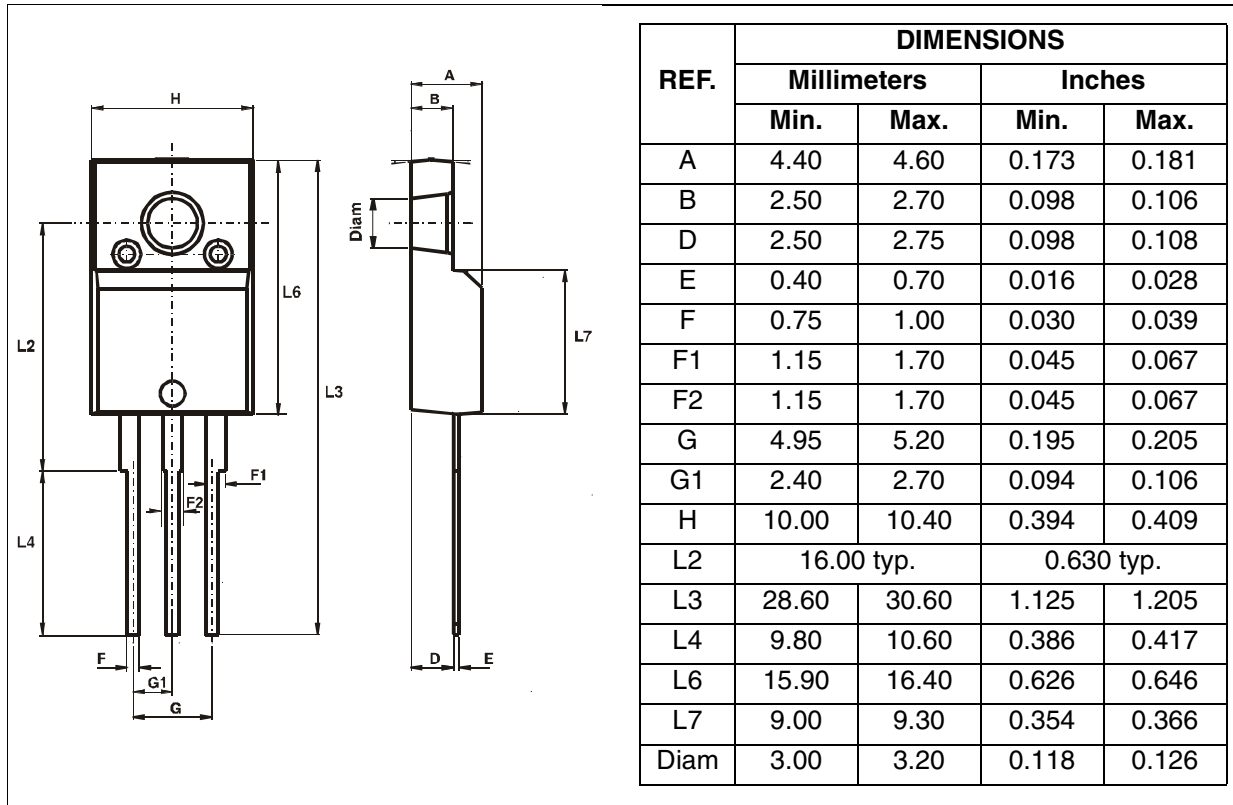 H
A
B
Diam
L6
L2
L7
L3
F1
F2
L4
F
G1
G
D
E
DIMENSIONS
REF. Millimeters Inches
Min. Max. Min. Max.
A 4.40 4.60 0.173 0.181
B 2.50 2.70 0.098 0.106
D 2.50 2.75 0.098 0.108
E 0.40 0.70 0.016 0.028
F 0.75 1.00 0.030 0.039
F1 1.15 1.70 0.045 0.067
F2 1.15 1.70 0.045 0.067
G 4.95 5.20 0.195 0.205
G1 2.40 2.70 0.094 0.106
H 10.00 10.40 0.394 0.409
L2 16.00 typ. 0.630 typ.
L3 28.60 30.60 1.125 1.205
L4 9.80 10.60 0.386 0.417
L6 15.90 16.40 0.626 0.646
L7 9.00 9.30 0.354 0.366
Diam 3.00 3.20 0.118 0.126